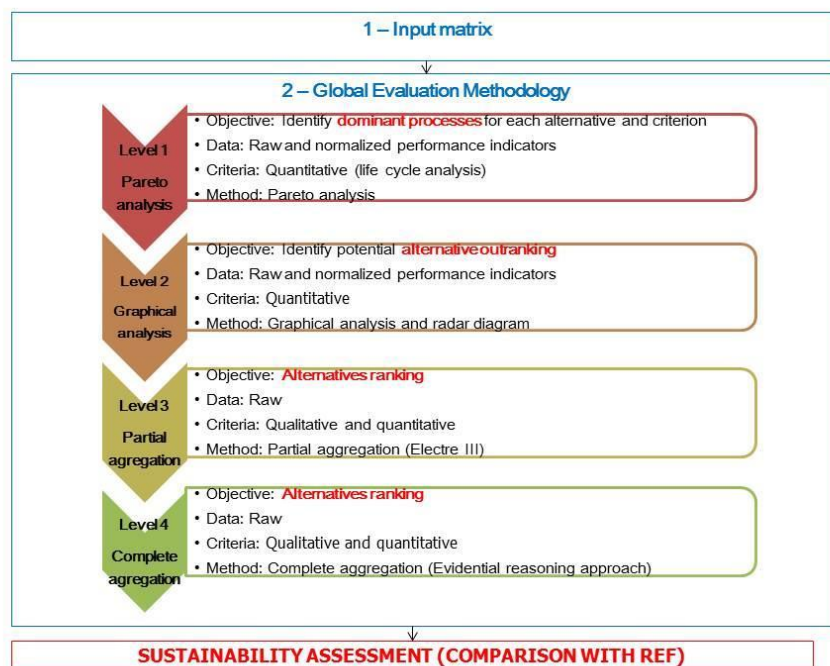 1 – Input matrix
2 – Global Evaluation Methodology
Level 1
Pareto
analysis
• Objective: Identify dominant processes for each alternative and criterion
• Data: Raw and normalized performance indicators
• Criteria: Quantitative (life cycle analysis)
• Method: Pareto analysis
Level 2
Graphical
analysis
• Objective: Identify potential alternative outranking
• Data: Raw and normalized performance indicators
• Criteria: Quantitative
• Method: Graphical analysis and radar diagram
Level 3
Partial
agregation
• Objective: Alternatives ranking
• Data: Raw
• Criteria: Qualitative and quantitative
• Method: Partial aggregation (Electre III)
Level 4
Complete
agregation
• Objective: Alternatives ranking
• Data: Raw
• Criteria: Qualitative and quantitative
• Method: Complete aggregation (Evidential reasoning approach)
SUSTAINABILITY ASSESSMENT (COMPARISON WITH REF)